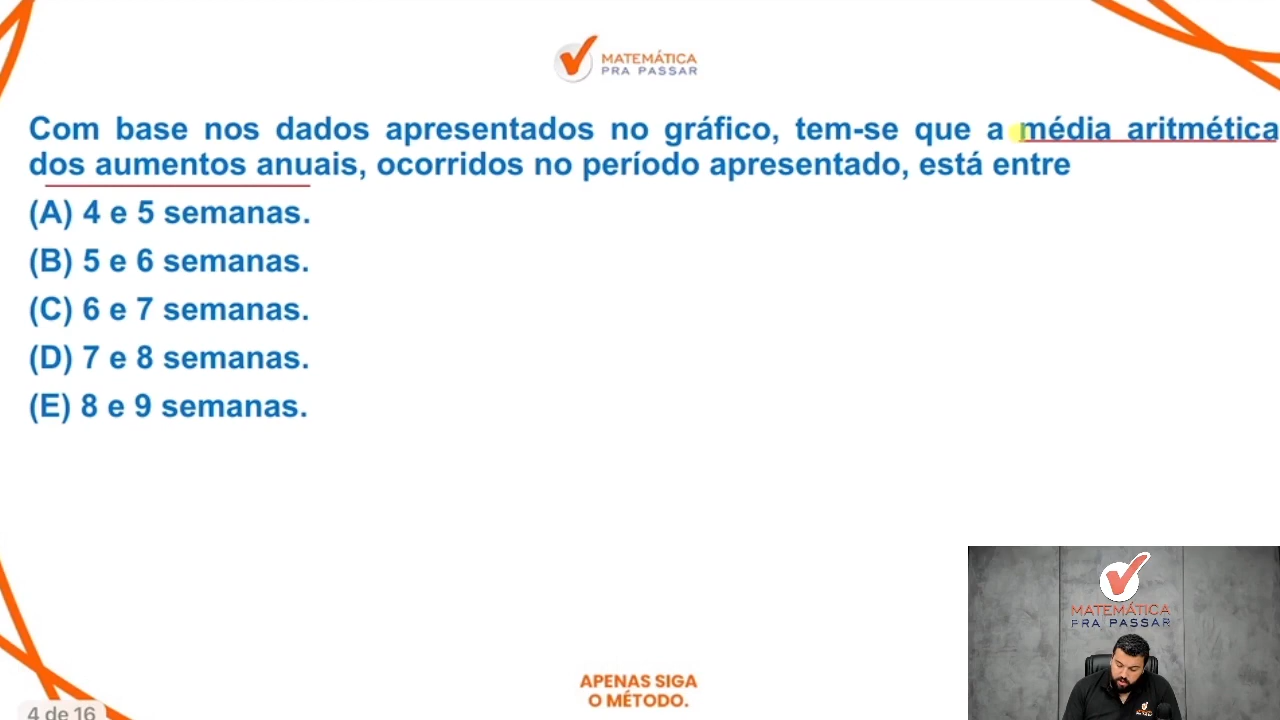 MATEMÁTICA
PRA PASSAR
Com base nos dados apresentados no gráfico, tem-se que a média aritmética
dos aumentos anuais, ocorridos no período apresentado, está entre
(A) 4 e 5 semanas.
(B) 5 e 6 semanas.
(C) 6 e 7 semanas.
(D) 7 e 8 semanas.
(E) 8 e 9 semanas.
MATEMÁTICA
PRA PASSAR
APENAS SIGA
O MÉTODO.
4 de 16